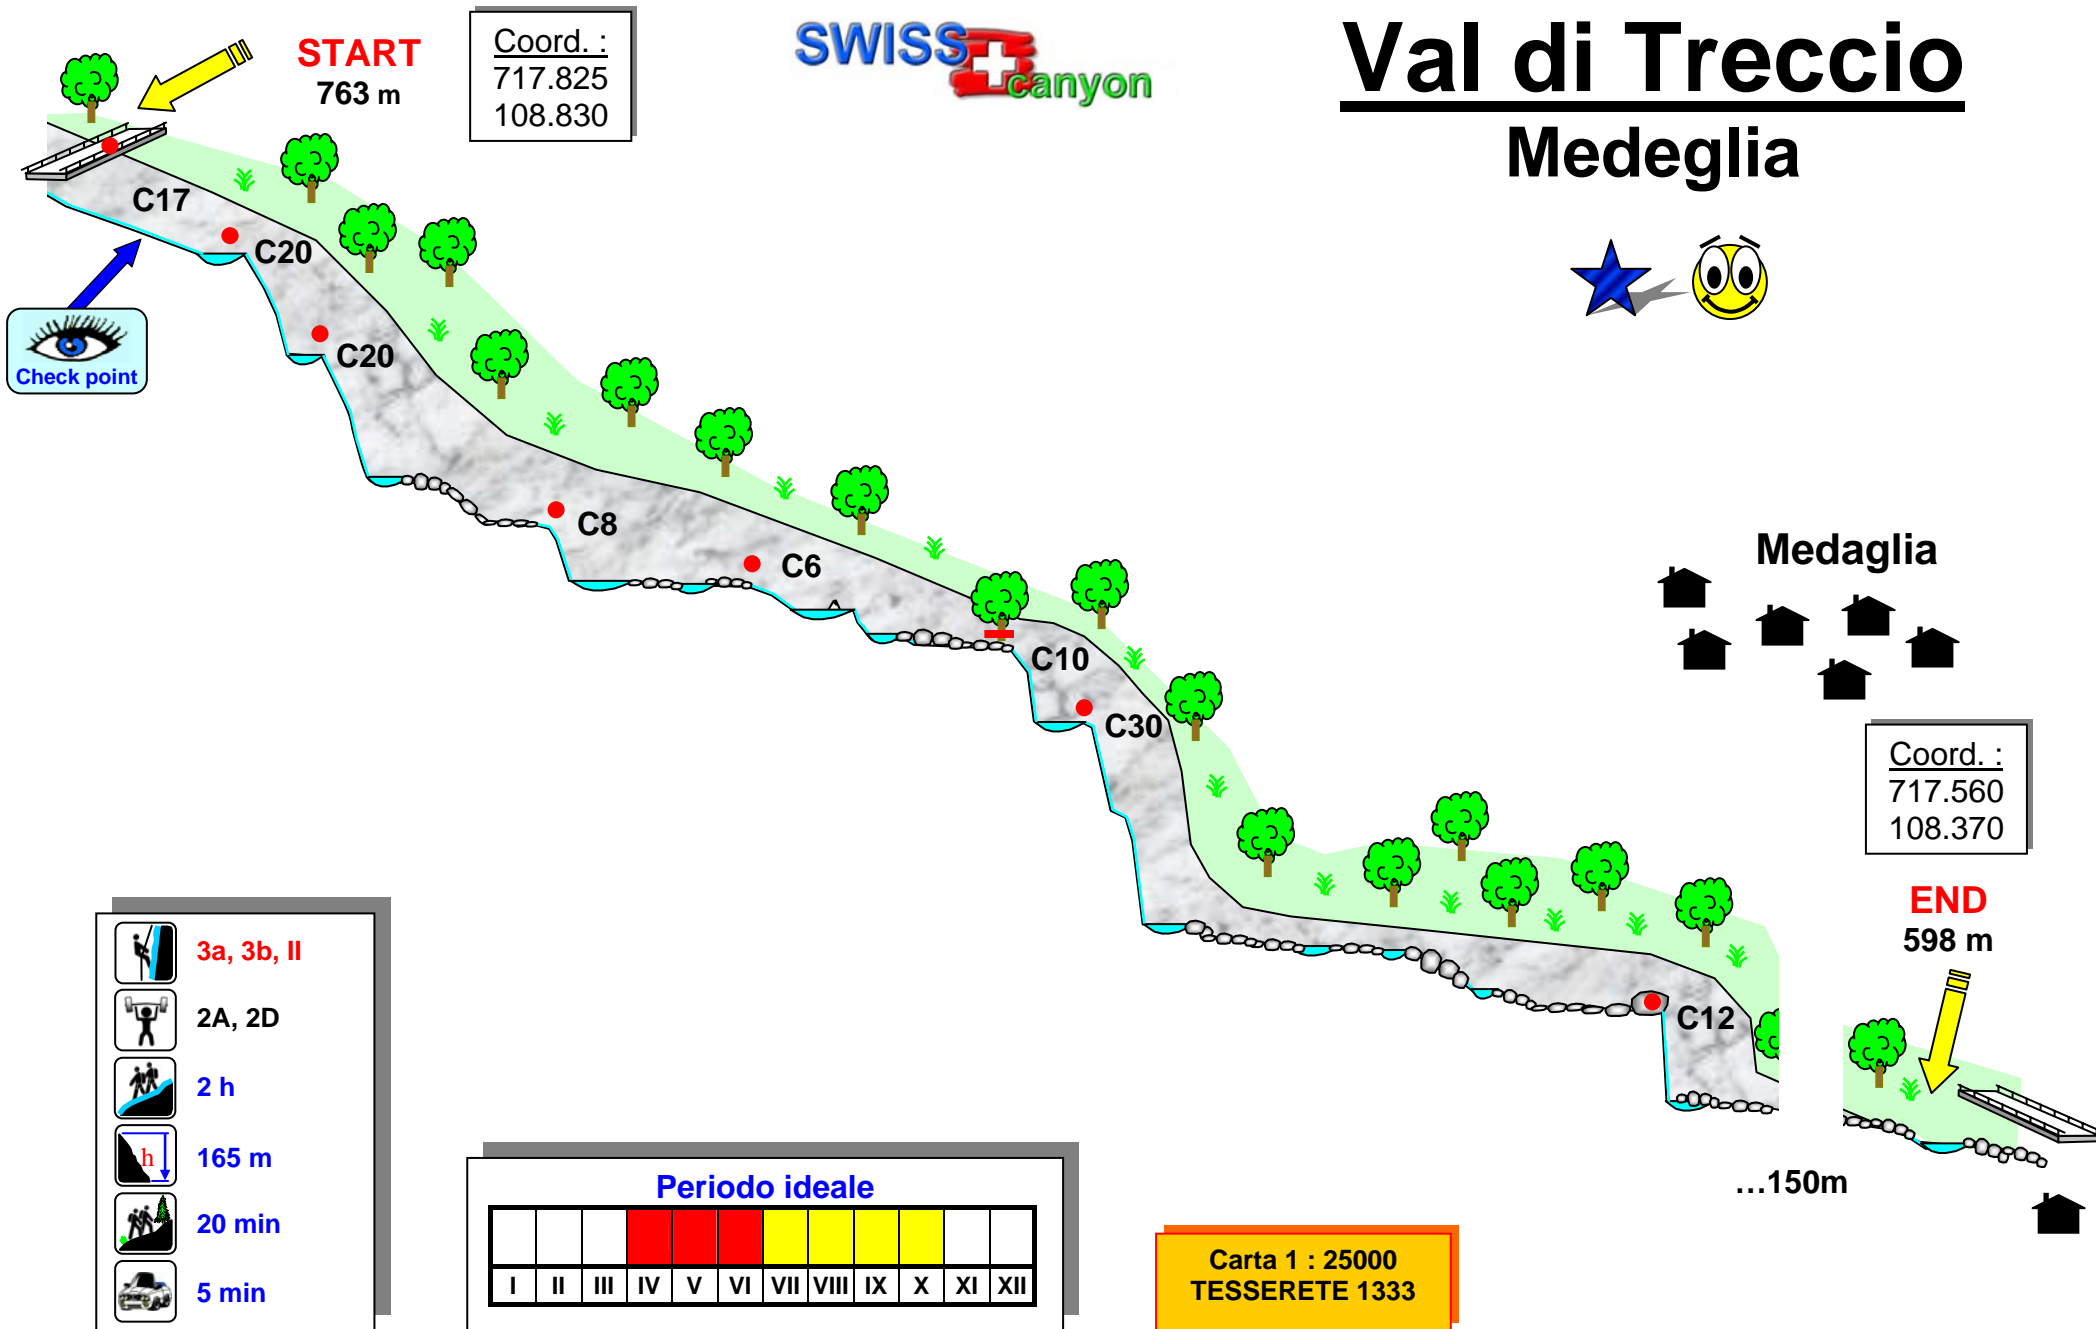 START
763 m
Coord. :
717.825
108.830
SWISS
canyon
Val di Treccio
Medeglia
C17
C20
Check point
C20
C8
C6
Medaglia
C10
C30
Coord. :
717.560
108.370
END
598 m
C12
…150m
3a, 3b, II
2A, 2D
2 h
h
165 m
20 min
5 min
Periodo ideale
I II III IV V VI VII VIII IX X XI XII
Carta 1 : 25000
TESSERETE 1333